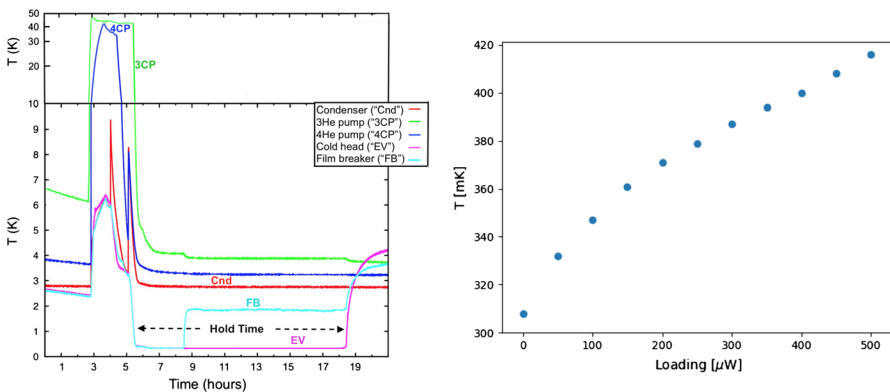 T (K)
50
40
30
20
10
4CP
3CP
T (K)
9
8
7
6
5
4
3
2
1
0
Condenser (“Cnd”)
3He pump (“3CP”)
4He pump (“4CP”)
Cold head (“EV”)
Film breaker (“FB”)
Cnd
FB
Hold Time
EV
1 3 5 7 9 11 13 15 17 19
Time (hours)
T [mK]
420
400
380
360
340
320
300
0 100 200 300 400 500
Loading [μW]